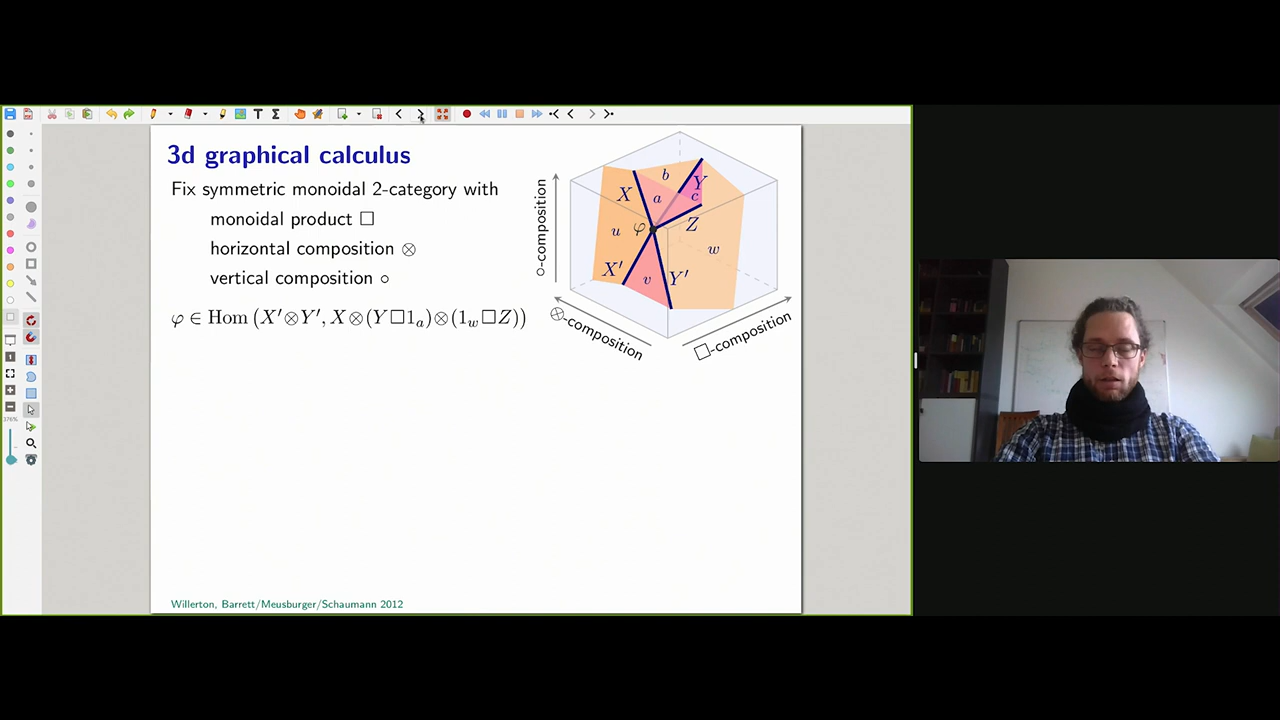 3d graphical calculus
Fix symmetric monoidal 2-category with
monoidal product □
horizontal composition ⊗
vertical composition ∘
φ ∈ Hom (X′⊗Y′, X⊗(Y□1ₐ)⊗(1_w□Z))
∘-composition
⊗-composition
□-composition
X
b
Y
a
c
u
φ
Z
w
X′
v
Y′
Willerton, Barrett/Meusburger/Schaumann 2012